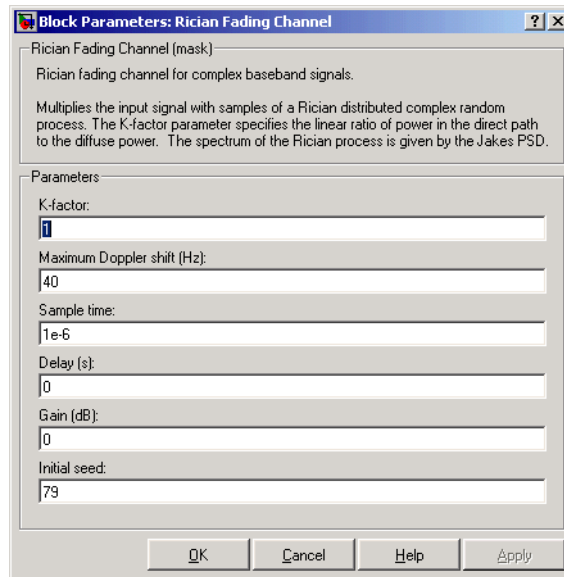 Block Parameters: Rician Fading Channel
Rician Fading Channel (mask)
Rician fading channel for complex baseband signals.
Multiplies the input signal with samples of a Rician distributed complex random
process. The K-factor parameter specifies the linear ratio of power in the direct path
to the diffuse power. The spectrum of the Rician process is given by the Jakes PSD.
Parameters
K-factor:
1
Maximum Doppler shift (Hz):
40
Sample time:
1e-6
Delay (s):
0
Gain (dB):
0
Initial seed:
79
OK Cancel Help Apply